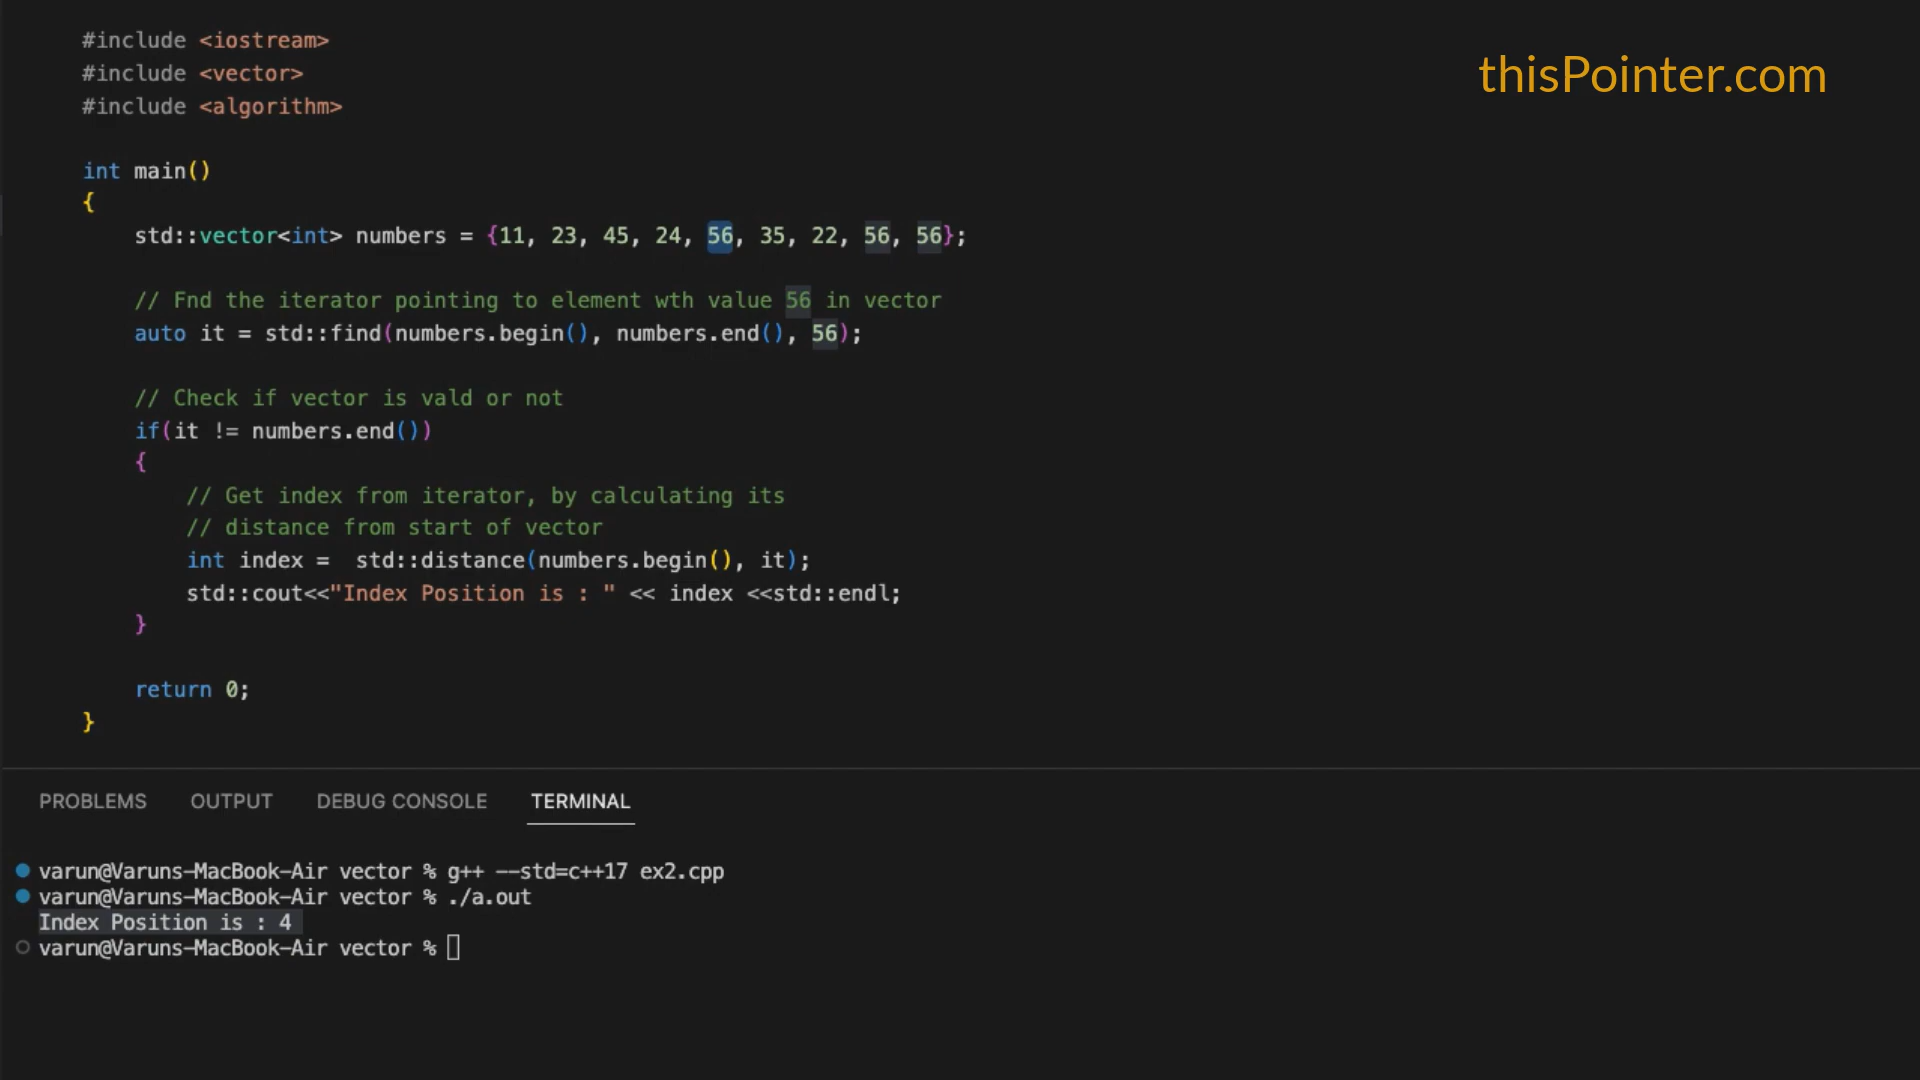 #include <iostream>
#include <vector>
#include <algorithm>
thisPointer.com
int main()
{
std::vector<int> numbers = {11, 23, 45, 24, 56, 35, 22, 56, 56};
// Fnd the iterator pointing to element wth value 56 in vector
auto it = std::find(numbers.begin(), numbers.end(), 56);
// Check if vector is vald or not
if(it != numbers.end())
{
// Get index from iterator, by calculating its
// distance from start of vector
int index =  std::distance(numbers.begin(), it);
std::cout<<"Index Position is : " << index <<std::endl;
}
return 0;
}
PROBLEMS OUTPUT DEBUG CONSOLE TERMINAL
varun@Varuns-MacBook-Air vector % g++ --std=c++17 ex2.cpp
varun@Varuns-MacBook-Air vector % ./a.out
Index Position is : 4
varun@Varuns-MacBook-Air vector %